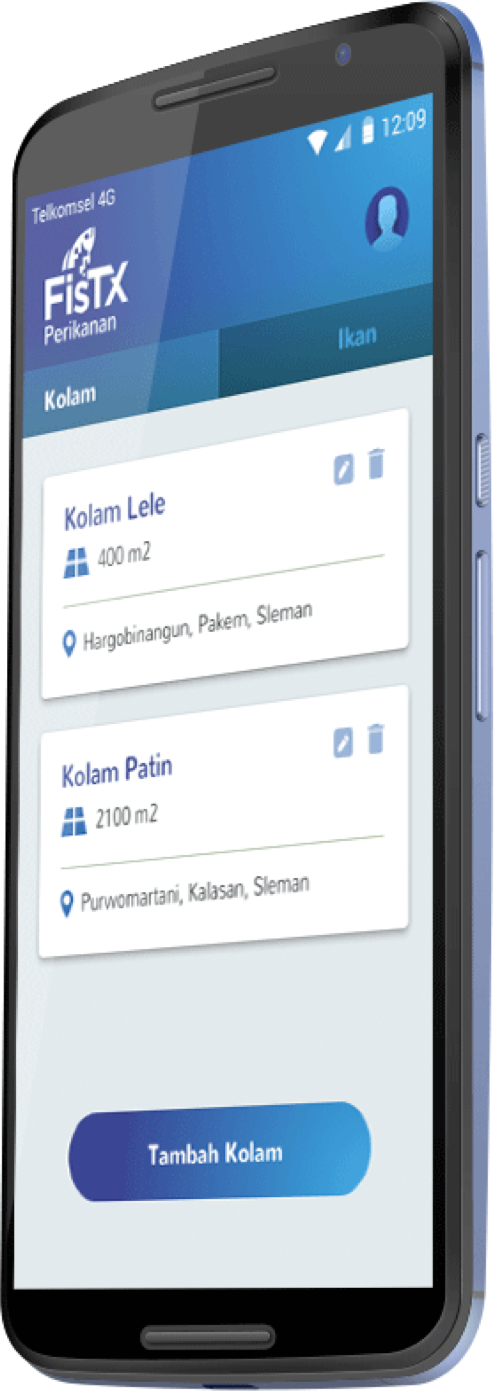 Telkomsel 4G
12:09
FisTx
Perikanan
Kolam
Ikan
Kolam Lele
400 m2
Hargobinangun, Pakem, Sleman
Kolam Patin
2100 m2
Purwomartani, Kalasan, Sleman
Tambah Kolam